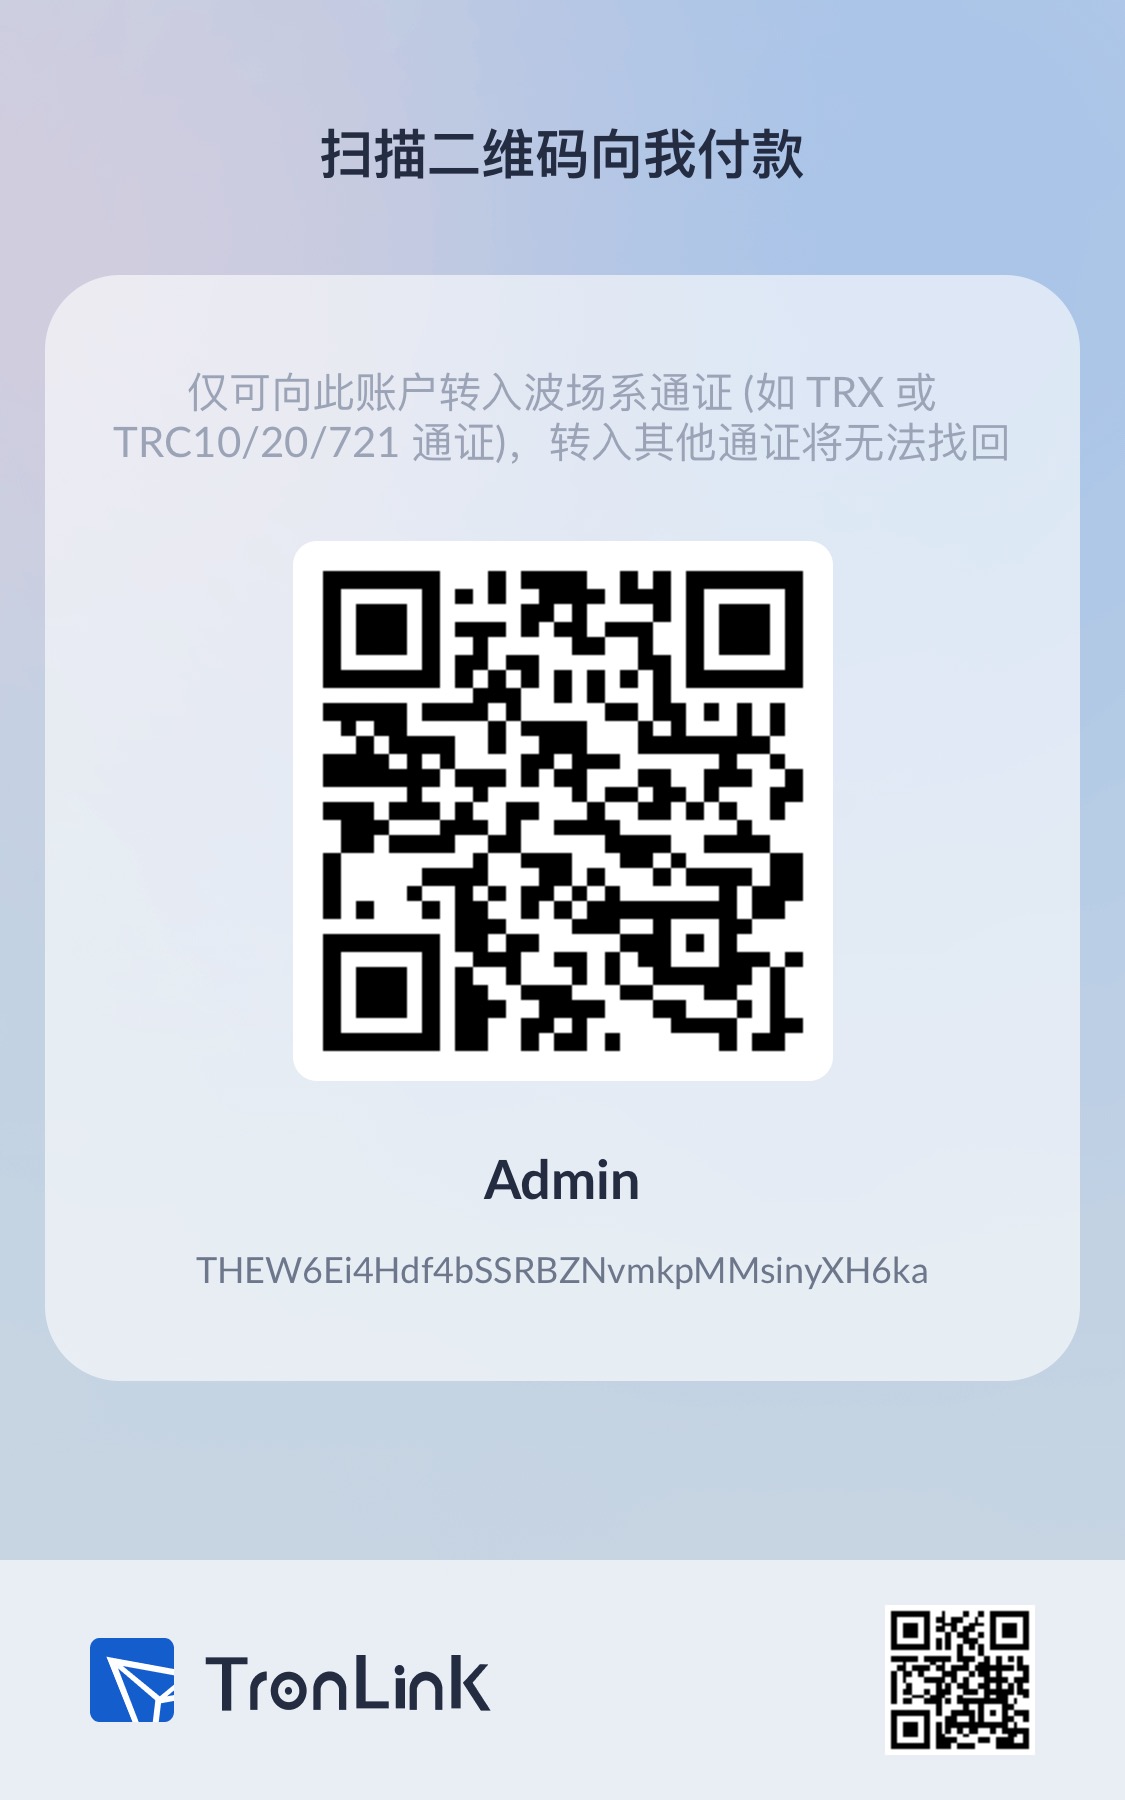 扫描二维码向我付款
仅可向此账户转入波场系通证 (如 TRX 或
TRC10/20/721 通证)，转入其他通证将无法找回
Admin
THEW6Ei4Hdf4bSSRBZNvmkpMMsinyXH6ka
TronLink